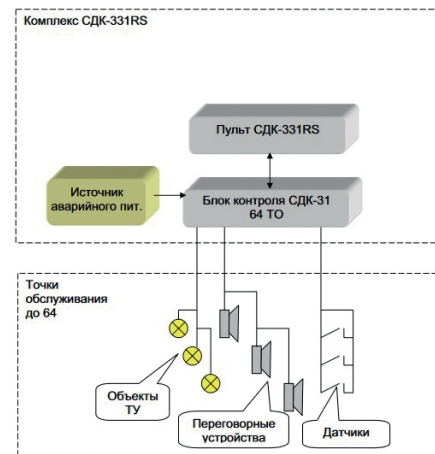 Комплекс СДК-331RS
Пульт СДК-331RS
Источник
аварийного пит.
Блок контроля СДК-31
64 ТО
Точки
обслуживания
до 64
Объекты
ТУ
Переговорные
устройства
Датчики